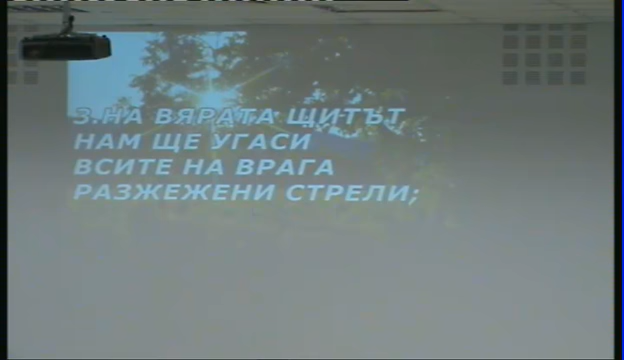 3.НА ВЯРАТА ЩИТЪТ
НАМ ЩЕ УГАСИ
ВСИТЕ НА ВРАГА
РАЗЖЕЖЕНИ СТРЕЛИ;